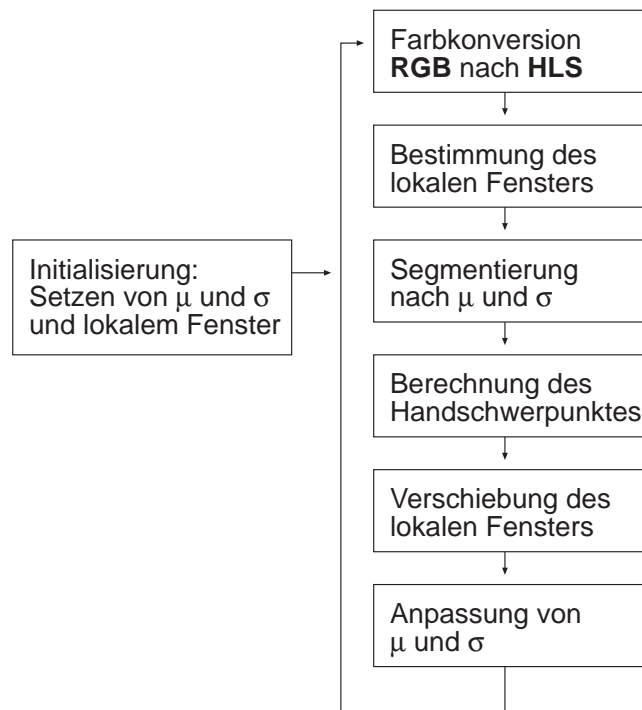 Farbkonversion
RGB nach HLS
Bestimmung des
lokalen Fensters
Initialisierung:
Setzen von μ und σ
und lokalem Fenster
Segmentierung
nach μ und σ
Berechnung des
Handschwerpunktes
Verschiebung des
lokalen Fensters
Anpassung von
μ und σ